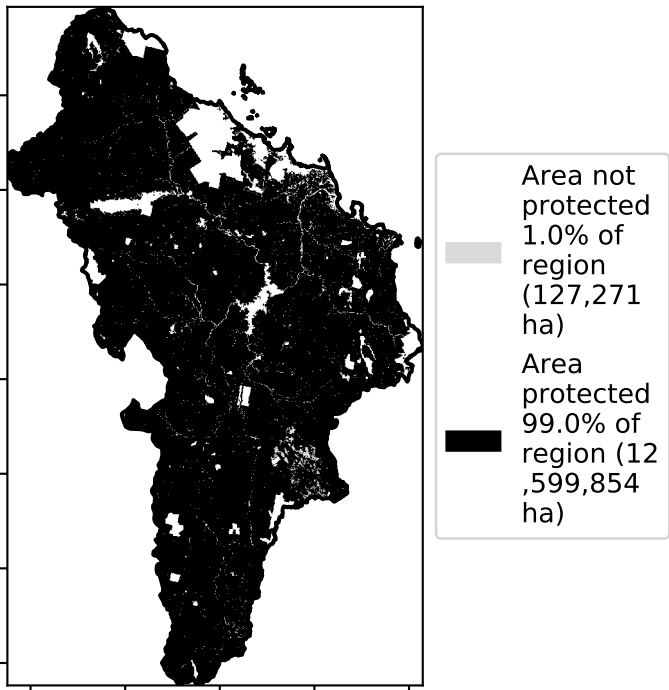 Area not
protected
1.0% of
region
(127,271
ha)
Area
protected
99.0% of
region (12
,599,854
ha)